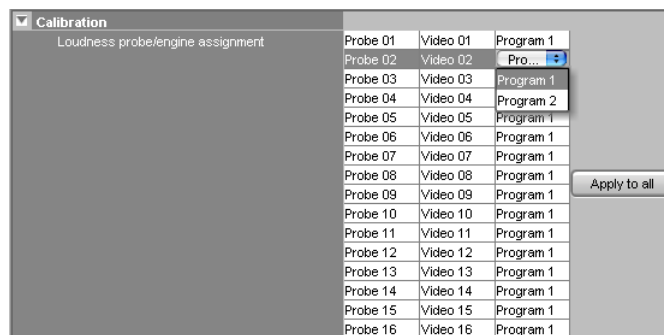 Calibration
Loudness probe/engine assignment
Probe 01 Video 01 Program 1
Probe 02 Video 02 Pro...
Probe 03 Video 03 Program 1
Probe 04 Video 04 Program 2
Probe 05 Video 05 Program 1
Probe 06 Video 06 Program 1
Probe 07 Video 07 Program 1
Probe 08 Video 08 Program 1
Probe 09 Video 09 Program 1
Probe 10 Video 10 Program 1
Probe 11 Video 11 Program 1
Probe 12 Video 12 Program 1
Probe 13 Video 13 Program 1
Probe 14 Video 14 Program 1
Probe 15 Video 15 Program 1
Probe 16 Video 16 Program 1
Apply to all